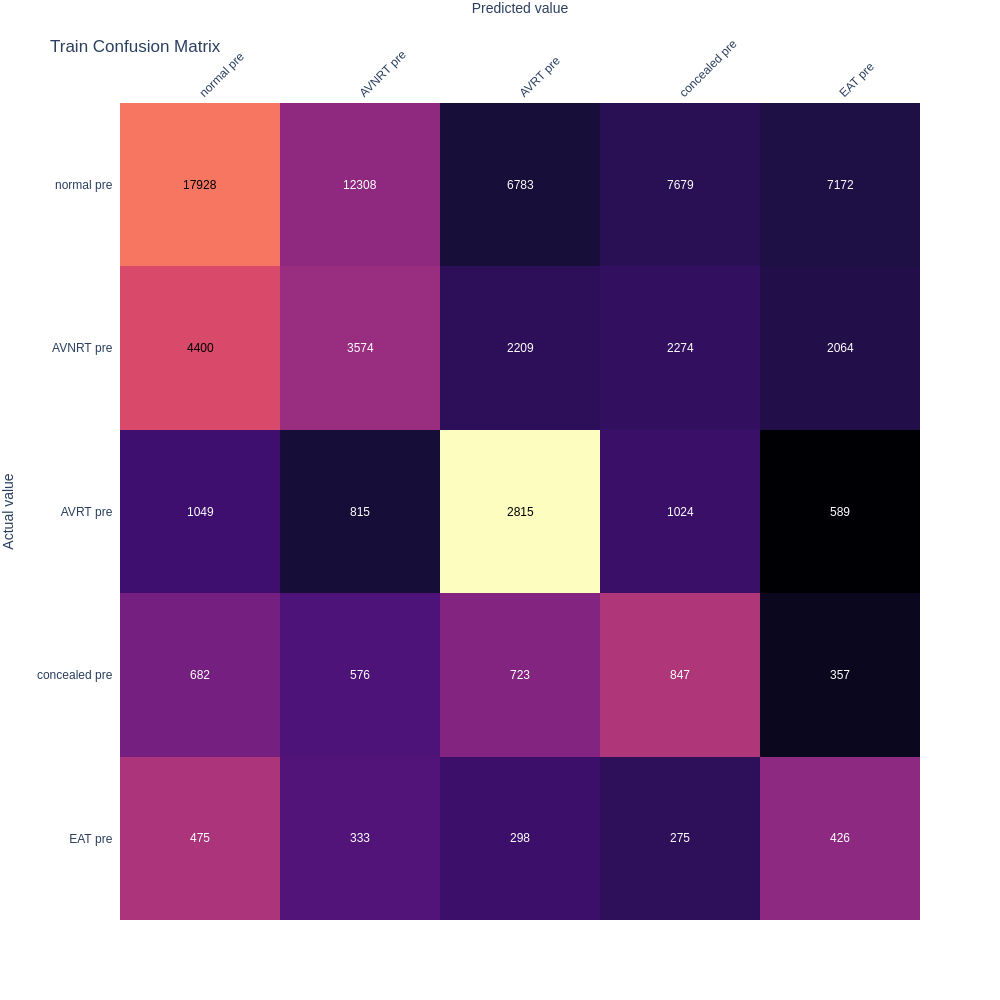 Predicted value
Train Confusion Matrix
normal pre AVNRT pre AVRT pre concealed pre EAT pre
normal pre 17928 12308 6783 7679 7172
AVNRT pre 4400 3574 2209 2274 2064
Actual value
AVRT pre 1049 815 2815 1024 589
concealed pre 682 576 723 847 357
EAT pre 475 333 298 275 426